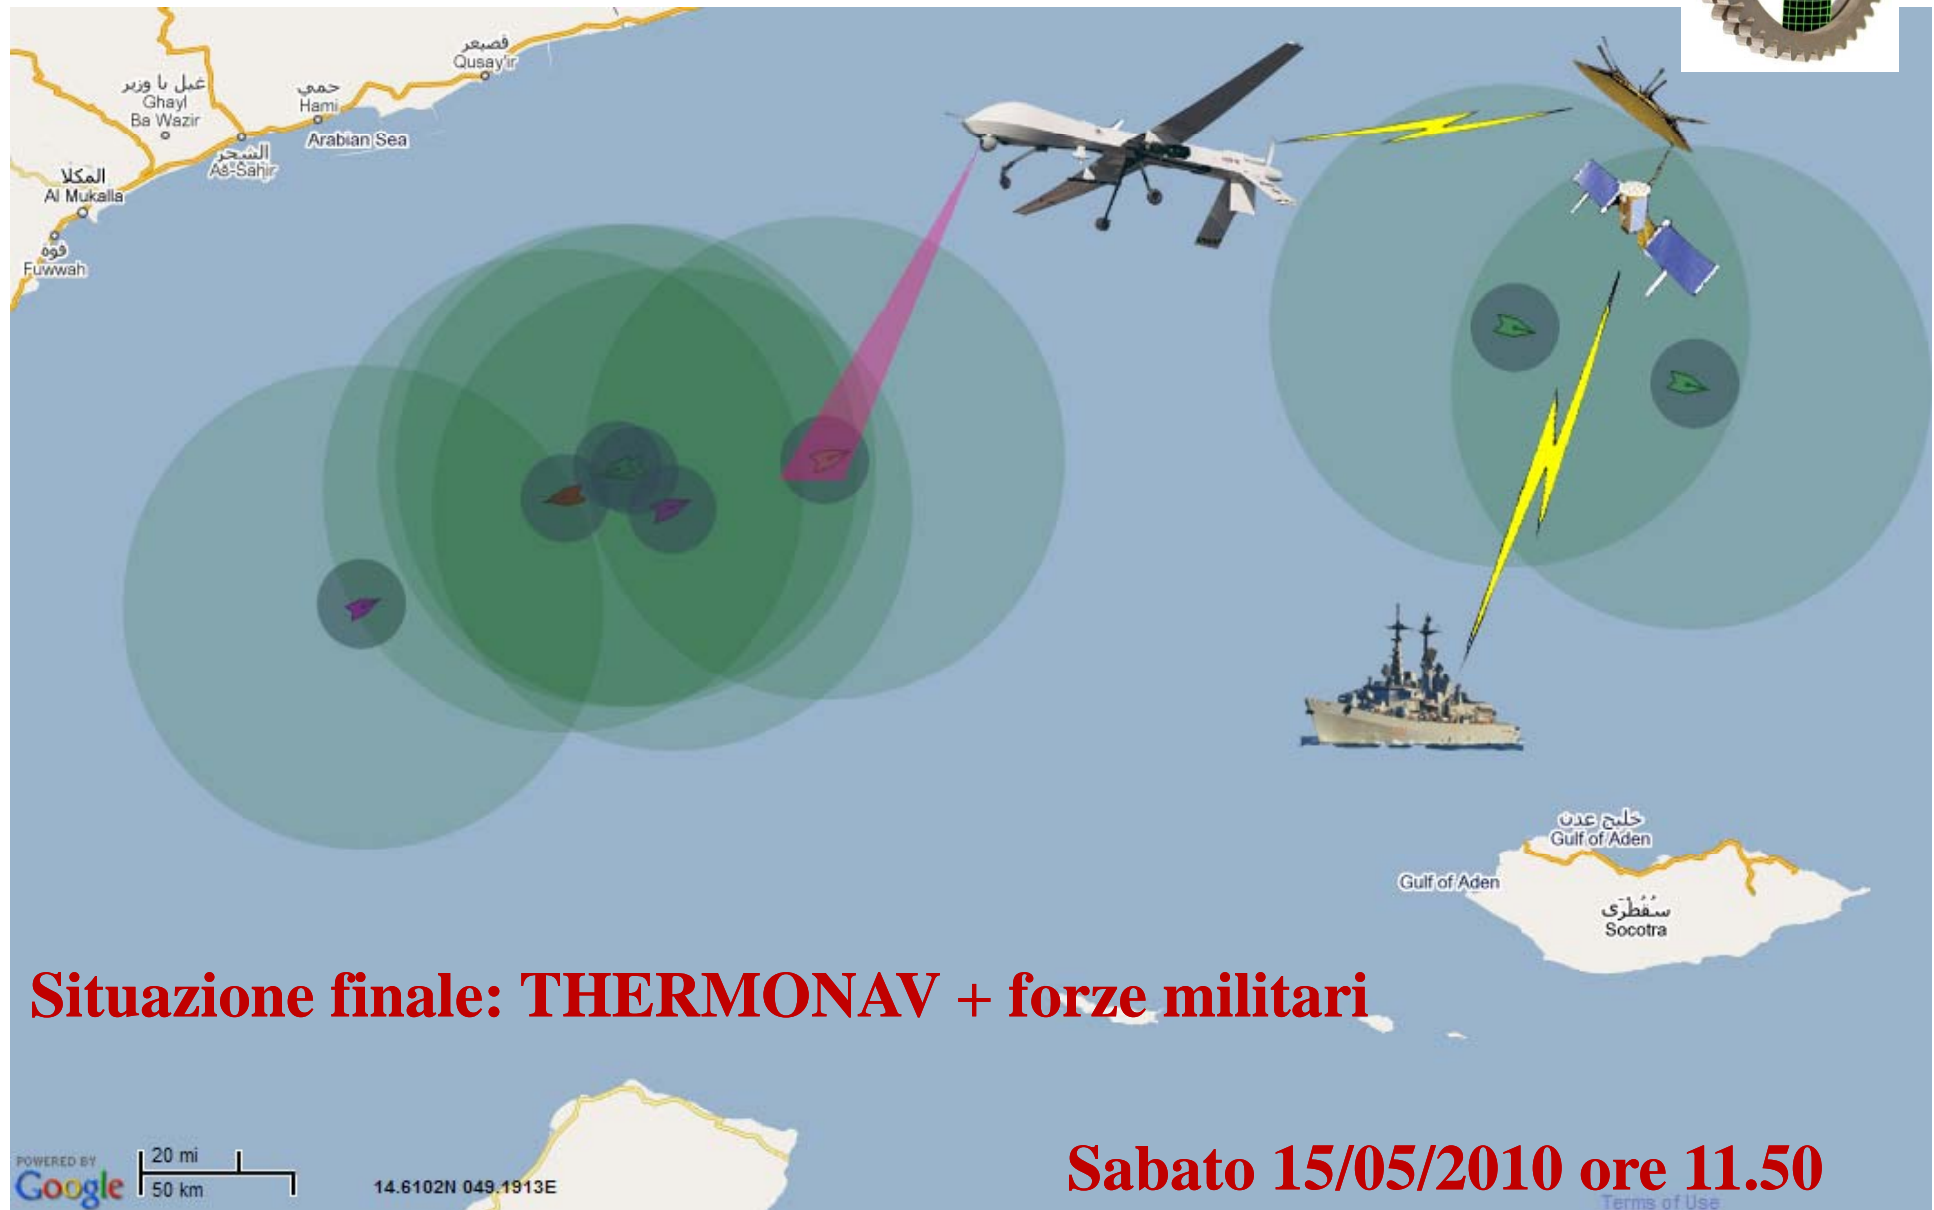 قصيعر
Qusay'ir
غيل با وزير
Ghayl
Ba Wazir
حمي
Hami
Arabian Sea
الشحر
As-Sahir
المكلا
Al Mukalla
فوة
Fuwwah
خليج عدن
Gulf of Aden
Gulf of Aden
سُقُطْرَى
Socotra
Situazione finale: THERMONAV + forze militari
Sabato 15/05/2010 ore 11.50
POWERED BY
Google
20 mi
50 km
14.6102N 049.1913E
Terms of Use